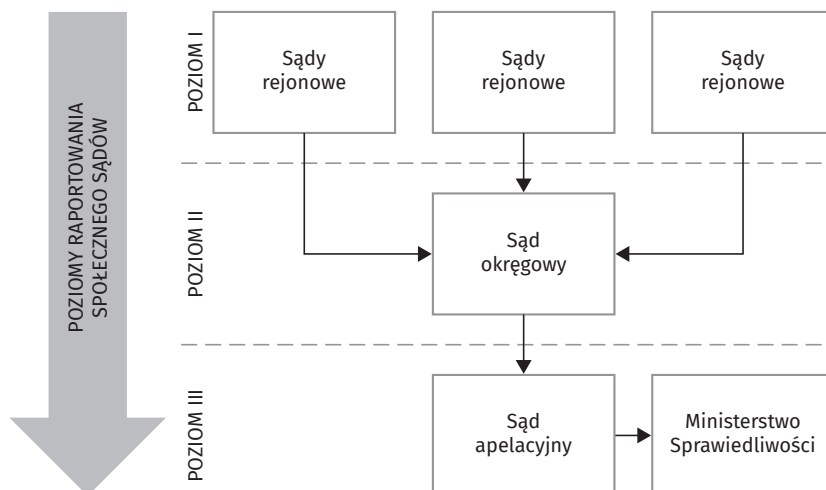 POZIOMY RAPORTOWANIA
SPOŁECZNEGO SĄDÓW
POZIOM I
Sądy
rejonowe
Sądy
rejonowe
Sądy
rejonowe
POZIOM II
Sąd
okręgowy
POZIOM III
Sąd
apelacyjny
Ministerstwo
Sprawiedliwości